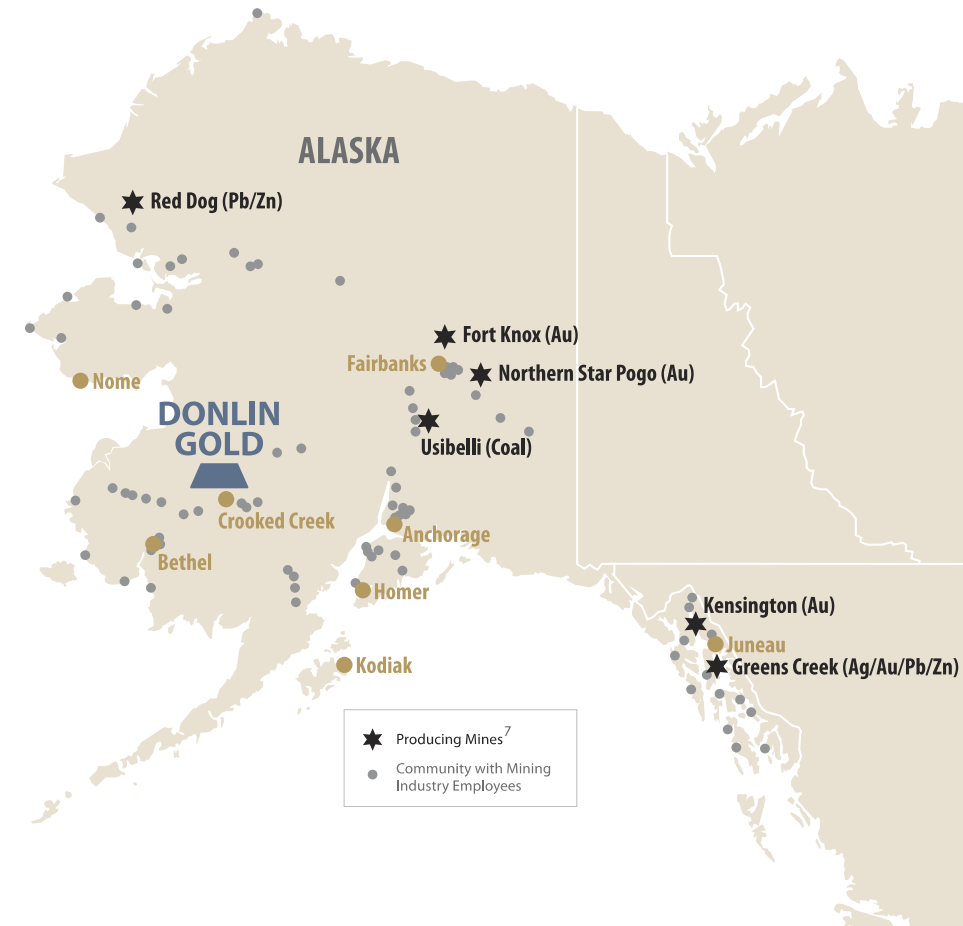 ALASKA
Red Dog (Pb/Zn)
Fort Knox (Au)
Fairbanks
Northern Star Pogo (Au)
Nome
DONLIN
GOLD
Usibelli (Coal)
Crooked Creek
Anchorage
Bethel
Homer
Kensington (Au)
Juneau
Kodiak
Greens Creek (Ag/Au/Pb/Zn)
Producing Mines7
Community with Mining
Industry Employees